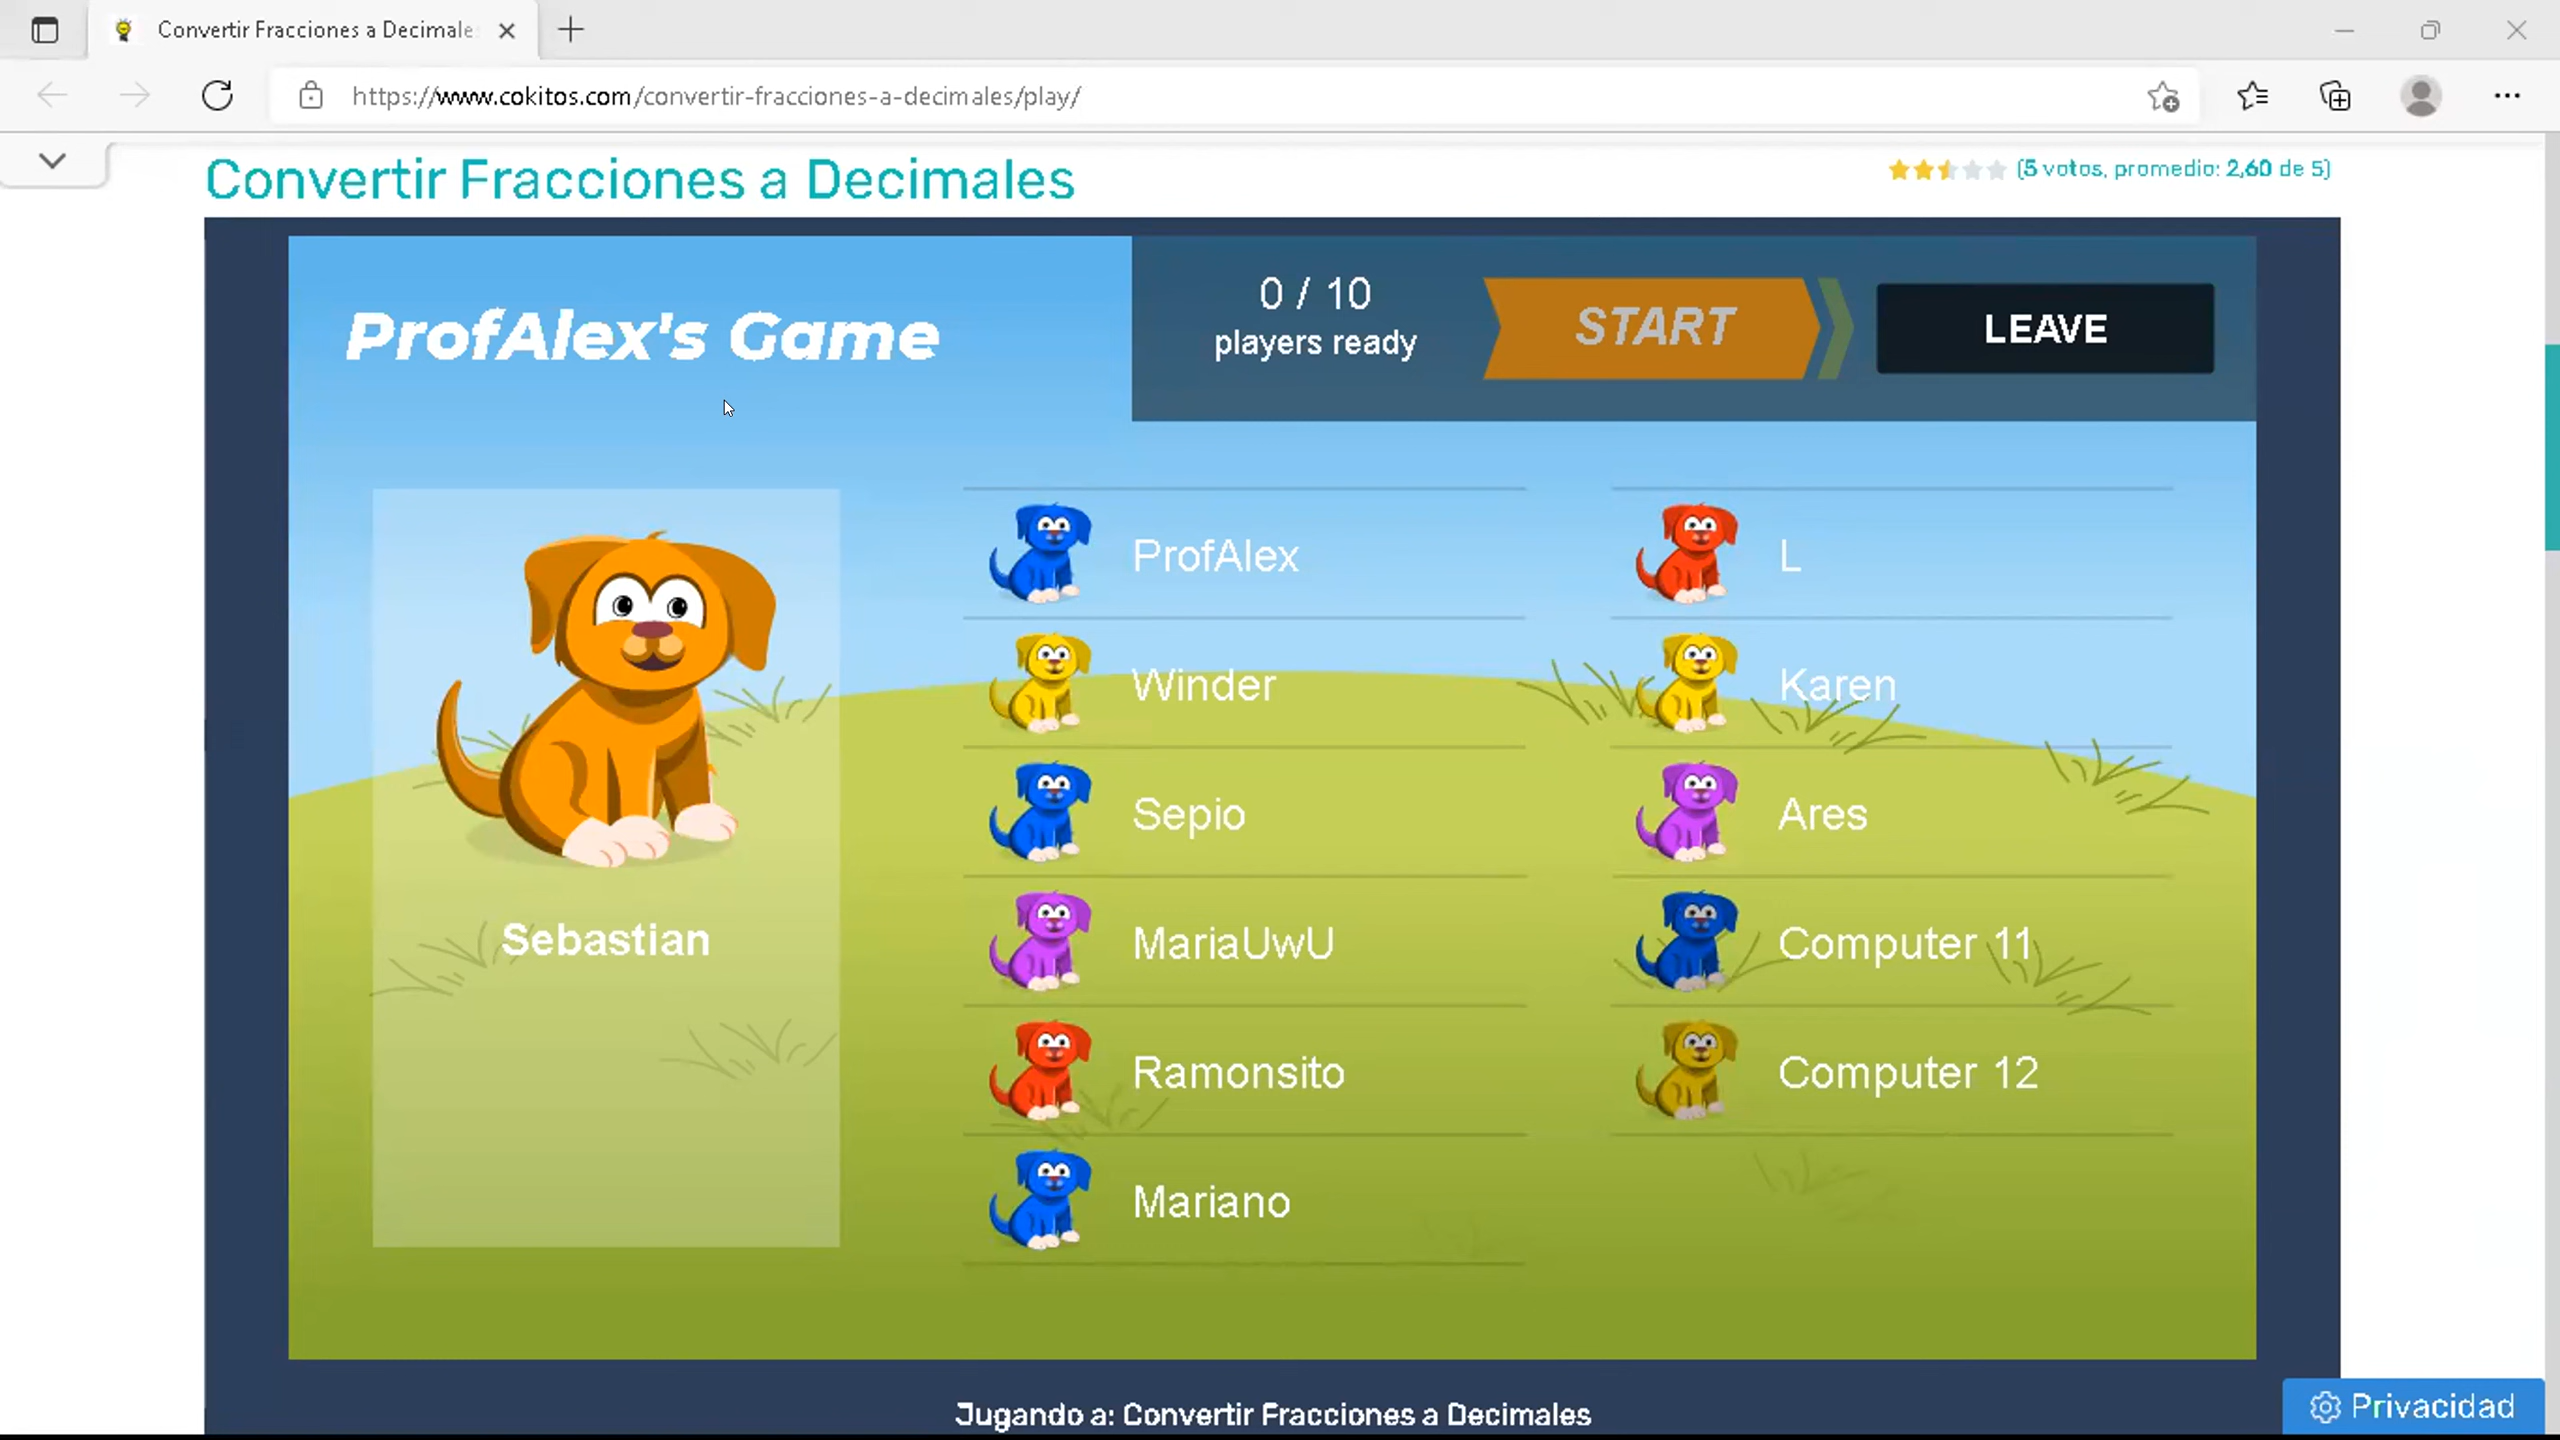 Convertir Fracciones a Decimale
https://www.cokitos.com/convertir-fracciones-a-decimales/play/
Convertir Fracciones a Decimales
(5 votos, promedio: 2,60 de 5)
ProfAlex's Game
0 / 10
players ready
START
LEAVE
Sebastian
ProfAlex
Winder
Sepio
MariaUwU
Ramonsito
Mariano
L
Karen
Ares
Computer 11
Computer 12
Jugando a: Convertir Fracciones a Decimales
Privacidad